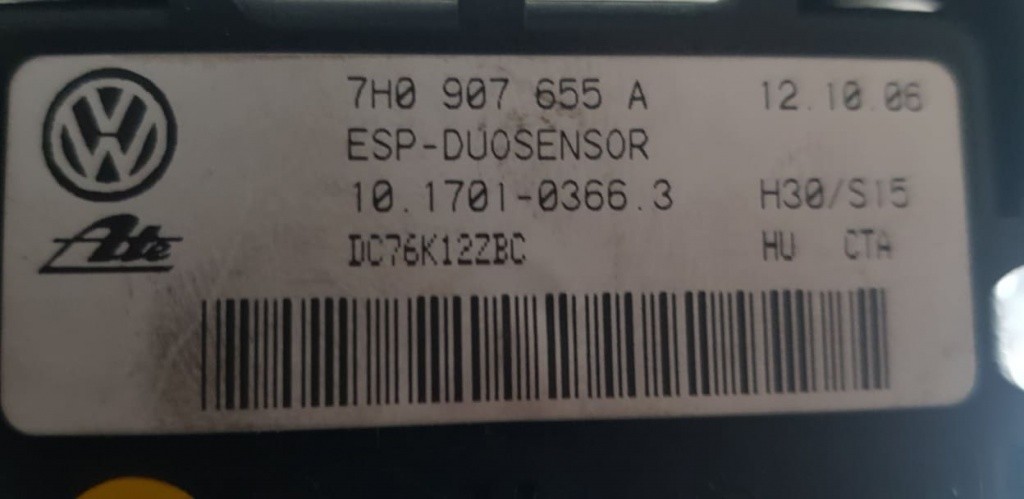 7H0 907 655 A 12.10.06
ESP-DUOSENSOR
10.1701-0366.3 H30/S15
Ate DC76K12ZBC HU CTA